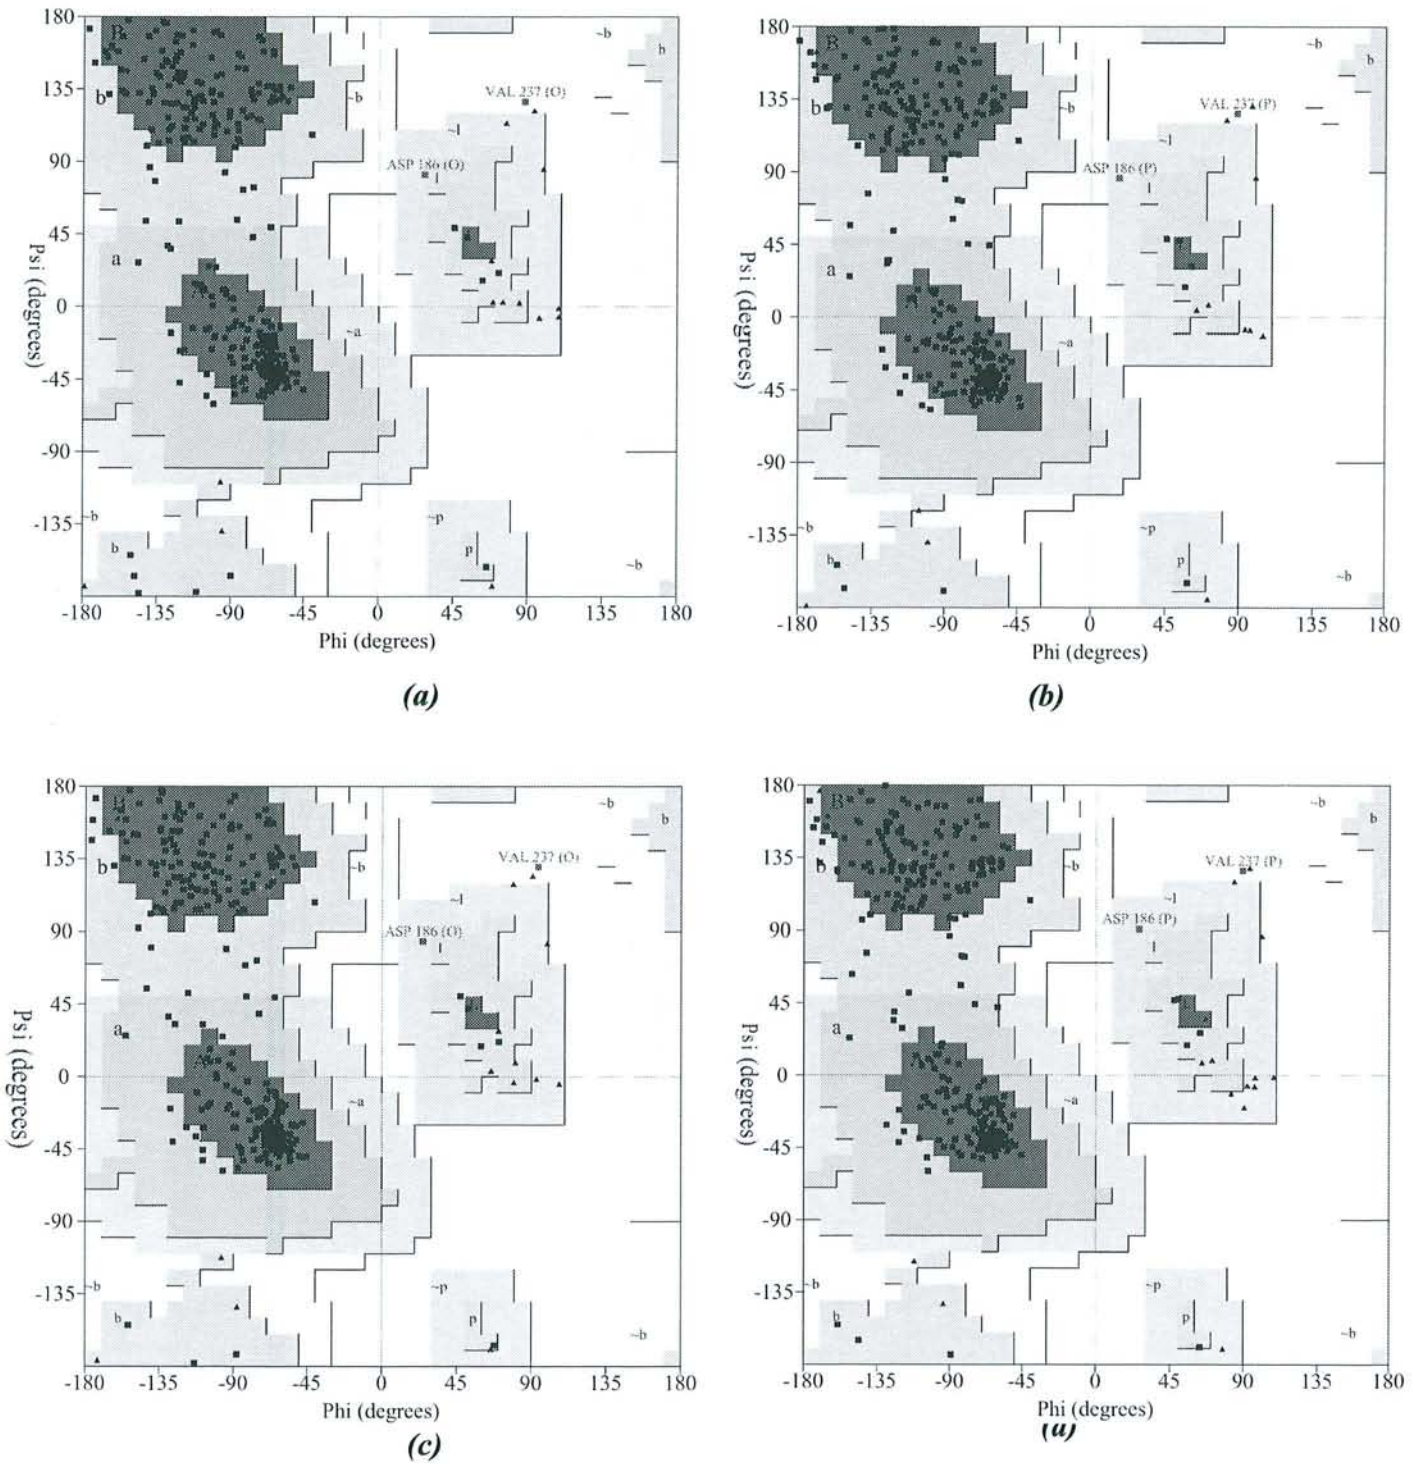 180
B
~b
b
135
VAL 237 (O)
b
~b
~l
90
ASP 186 (O)
l
45
a
A
0
~a
-45
-90
-135
~b
~p
b
p
~b
-180 -135 -90 -45 0 45 90 135 180
Psi (degrees)
Phi (degrees)
(a)
180
B
~b
b
135
VAL 237 (P)
b
~b
~l
90
ASP 186 (P)
l
45
a
A
0
~a
-45
-90
-135
~b
~p
b
p
~b
-180 -135 -90 -45 0 45 90 135 180
Psi (degrees)
Phi (degrees)
(b)
180
B
~b
b
135
VAL 237 (O)
b
~b
~l
90
ASP 186 (O)
l
45
a
A
0
~a
-45
-90
-135
~b
~p
b
p
~b
-180 -135 -90 -45 0 45 90 135 180
Psi (degrees)
Phi (degrees)
(c)
180
B
~b
b
135
VAL 237 (P)
b
~b
~l
90
ASP 186 (P)
l
45
a
A
0
~a
-45
-90
-135
~b
~p
b
p
~b
-180 -135 -90 -45 0 45 90 135 180
Psi (degrees)
Phi (degrees)
(d)